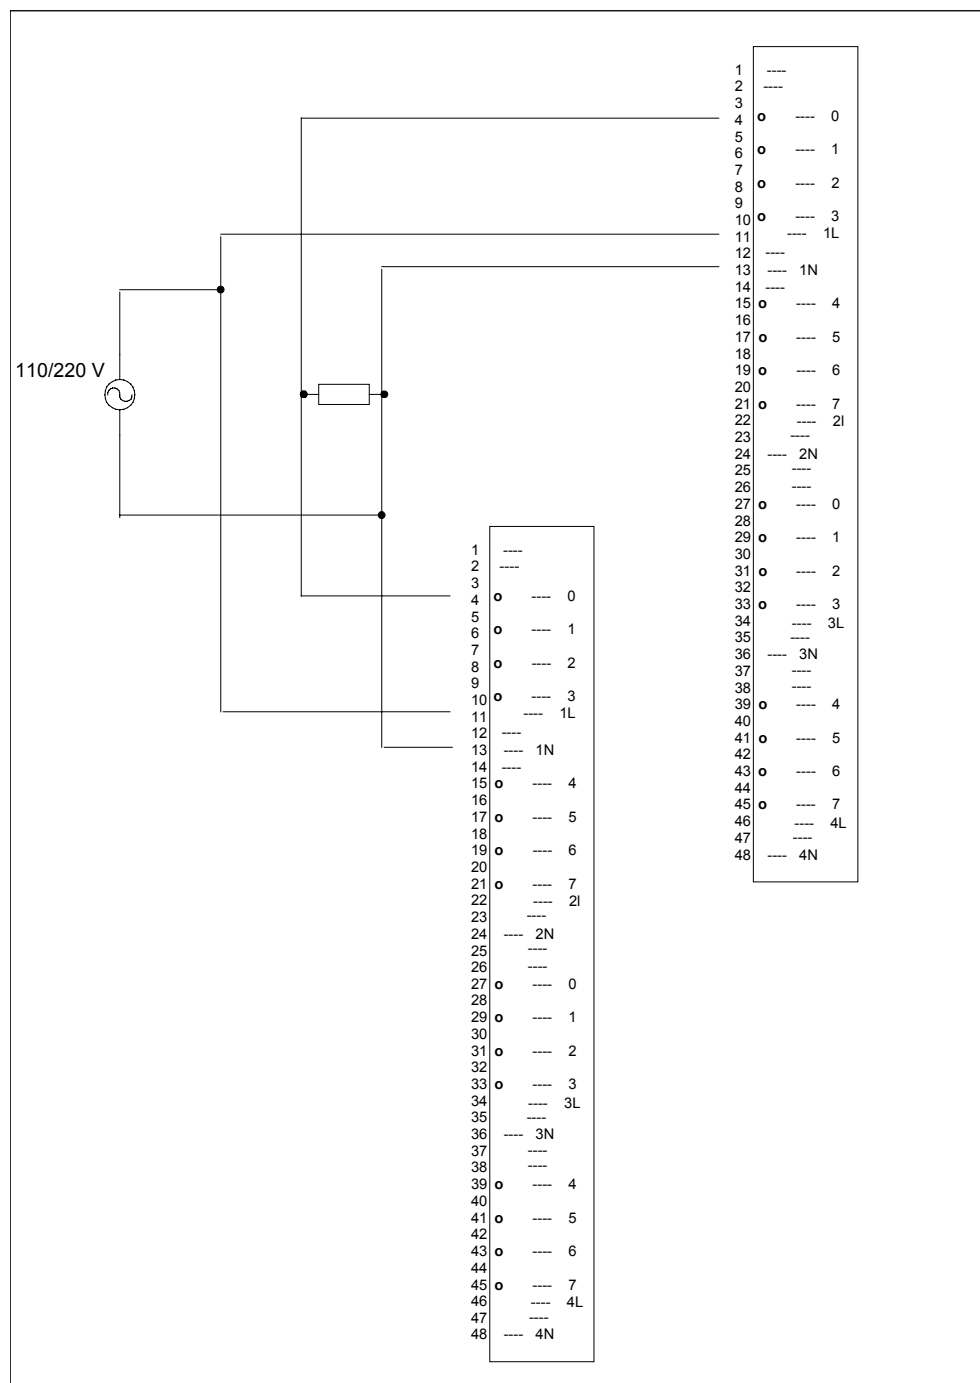 110/220 V
1 ----
2 ----
3
4 o ---- 0
5
6 o ---- 1
7
8 o ---- 2
9
10 o ---- 3
11 ---- 1L
12 ----
13 ---- 1N
14 ----
15 o ---- 4
16
17 o ---- 5
18
19 o ---- 6
20
21 o ---- 7
22 ---- 2l
23 ----
24 ---- 2N
25 ----
26 ----
27 o ---- 0
28
29 o ---- 1
30
31 o ---- 2
32
33 o ---- 3
34 ---- 3L
35 ----
36 ---- 3N
37 ----
38 ----
39 o ---- 4
40
41 o ---- 5
42
43 o ---- 6
44
45 o ---- 7
46 ---- 4L
47 ----
48 ---- 4N
1 ----
2 ----
3
4 o ---- 0
5
6 o ---- 1
7
8 o ---- 2
9
10 o ---- 3
11 ---- 1L
12 ----
13 ---- 1N
14 ----
15 o ---- 4
16
17 o ---- 5
18
19 o ---- 6
20
21 o ---- 7
22 ---- 2l
23 ----
24 ---- 2N
25 ----
26 ----
27 o ---- 0
28
29 o ---- 1
30
31 o ---- 2
32
33 o ---- 3
34 ---- 3L
35 ----
36 ---- 3N
37 ----
38 ----
39 o ---- 4
40
41 o ---- 5
42
43 o ---- 6
44
45 o ---- 7
46 ---- 4L
47 ----
48 ---- 4N